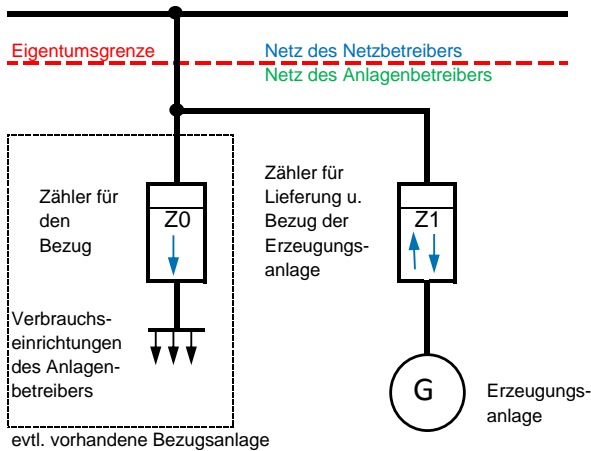 Eigentumsgrenze
Netz des Netzbetreibers
Netz des Anlagenbetreibers
Zähler für
den
Bezug
Z0
Zähler für
Lieferung u.
Bezug der
Erzeugungs-
anlage
Z1
Verbrauchs-
einrichtungen
des Anlagen-
betreibers
G
Erzeugungs-
anlage
evtl. vorhandene Bezugsanlage